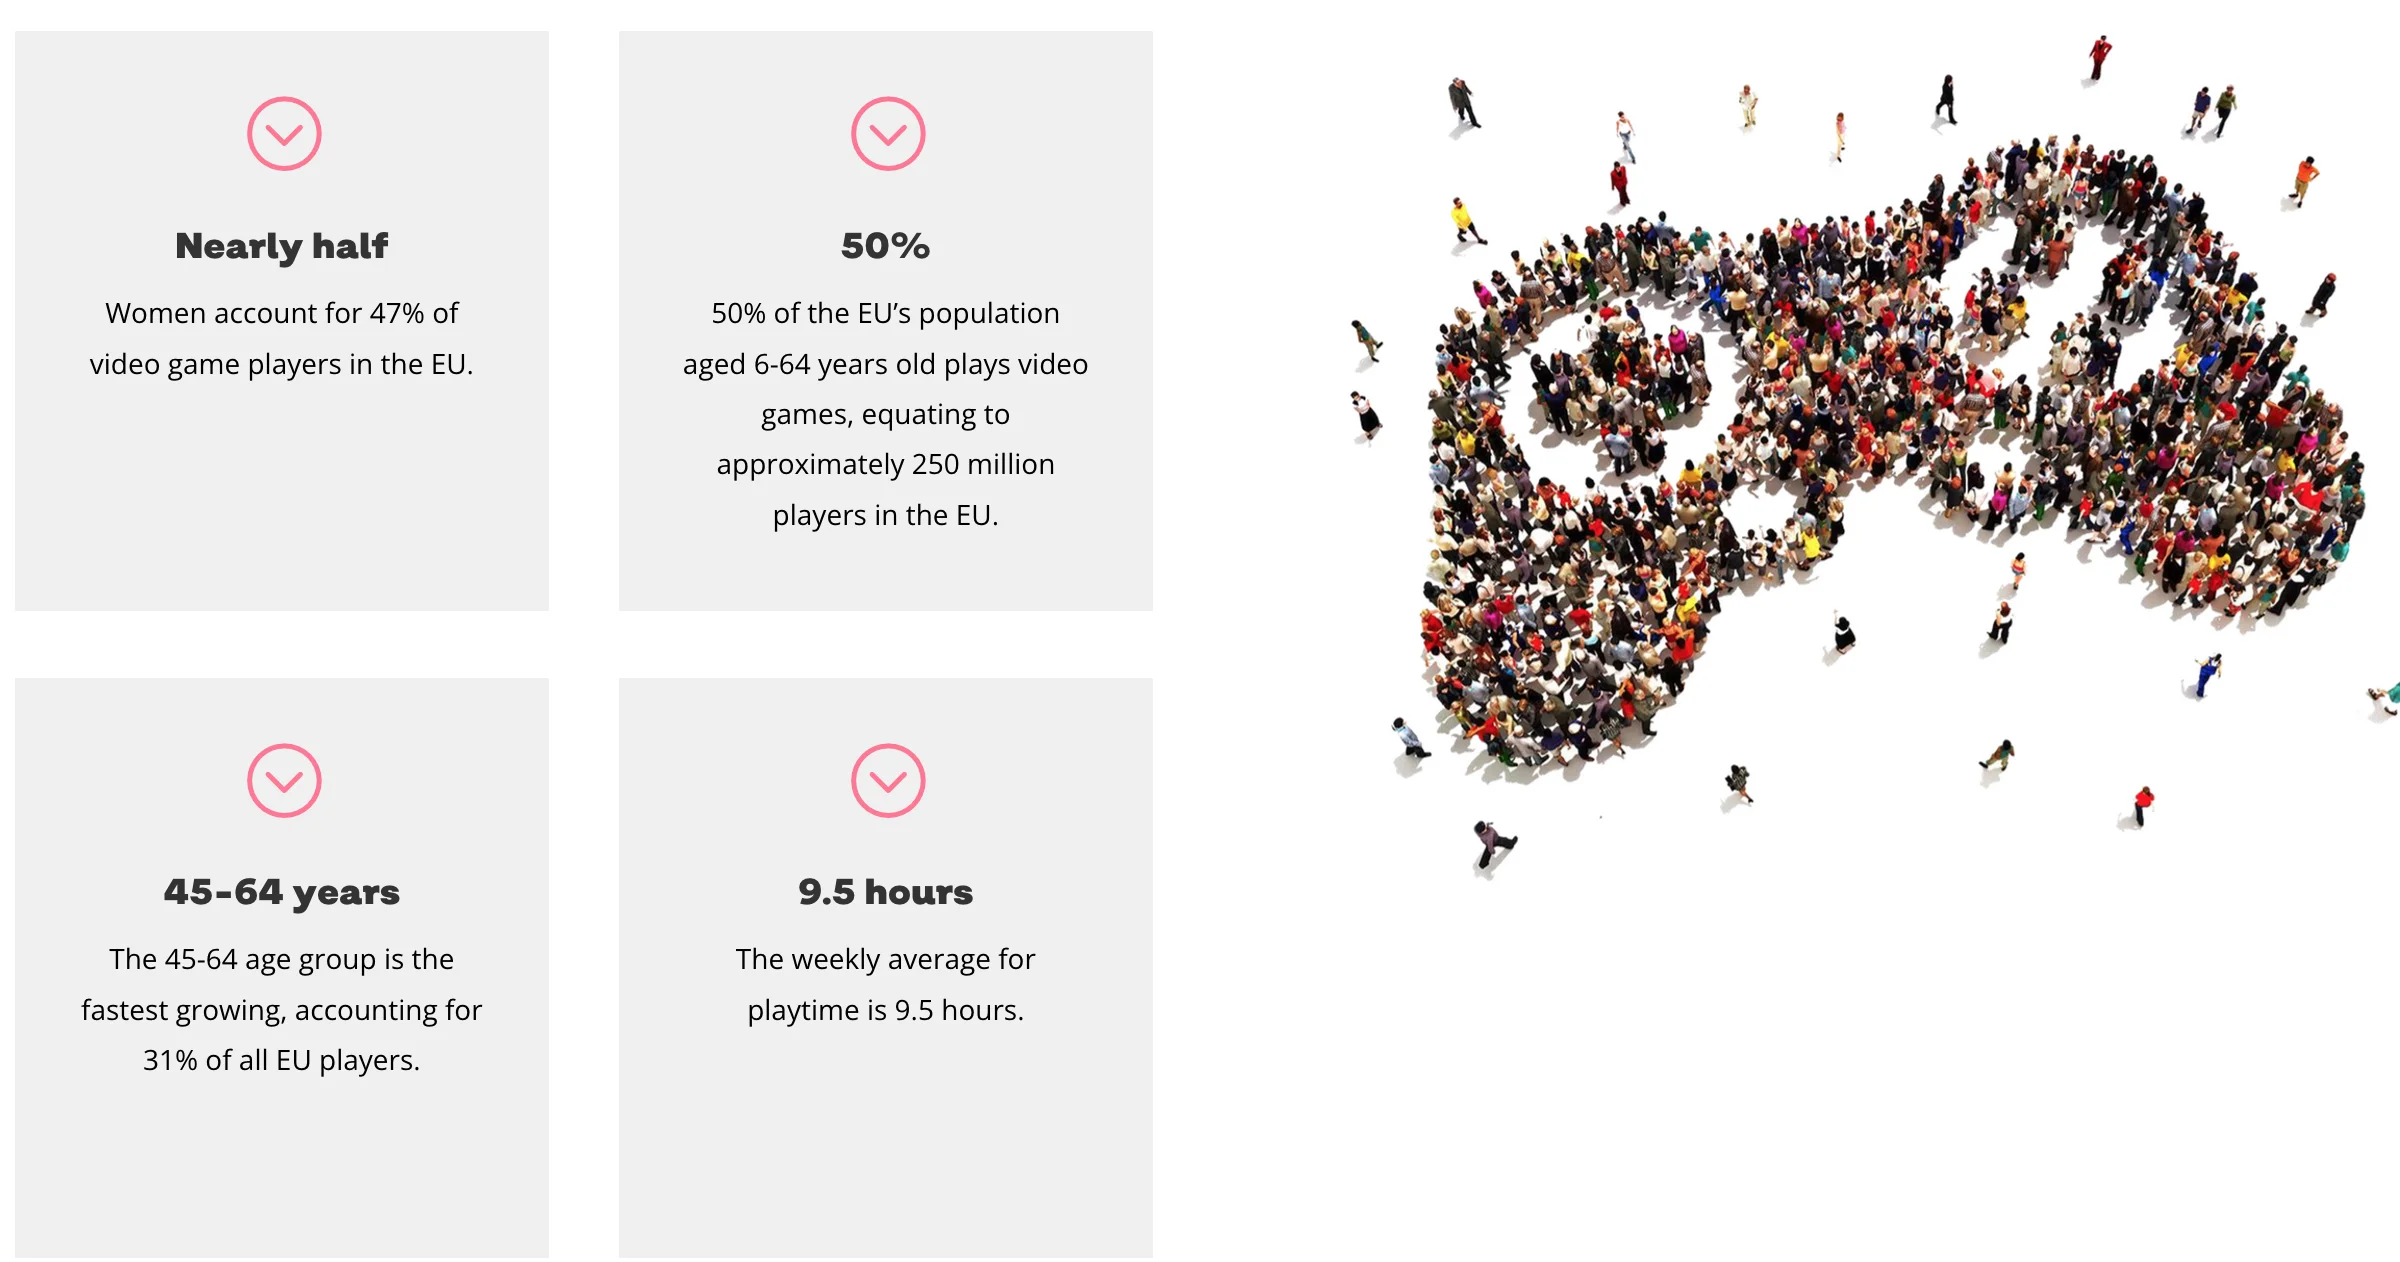 Nearly half
Women account for 47% of
video game players in the EU.
50%
50% of the EU’s population
aged 6-64 years old plays video
games, equating to
approximately 250 million
players in the EU.
45-64 years
The 45-64 age group is the
fastest growing, accounting for
31% of all EU players.
9.5 hours
The weekly average for
playtime is 9.5 hours.